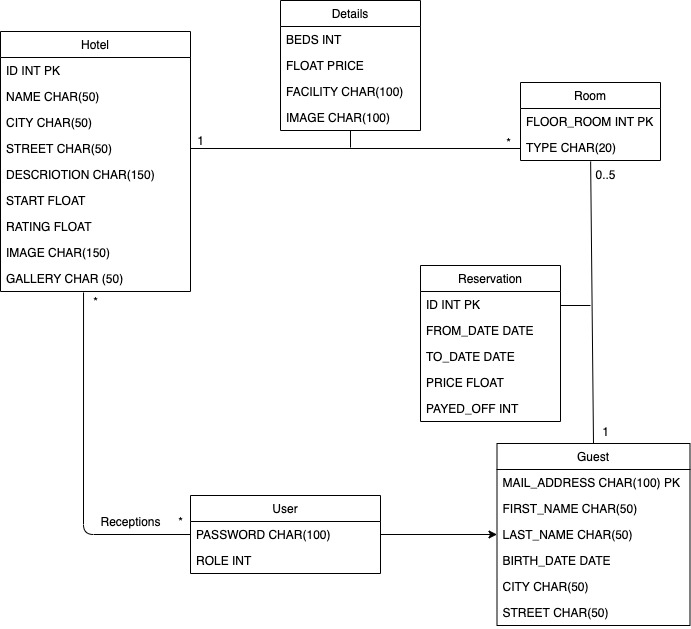 Details
BEDS INT
FLOAT PRICE
FACILITY CHAR(100)
IMAGE CHAR(100)
Hotel
ID INT PK
NAME CHAR(50)
CITY CHAR(50)
STREET CHAR(50)
DESCRIOTION CHAR(150)
START FLOAT
RATING FLOAT
IMAGE CHAR(150)
GALLERY CHAR (50)
1
*
Room
FLOOR_ROOM INT PK
TYPE CHAR(20)
0..5
Reservation
ID INT PK
FROM_DATE DATE
TO_DATE DATE
PRICE FLOAT
PAYED_OFF INT
1
*
Receptions
*
User
PASSWORD CHAR(100)
ROLE INT
Guest
MAIL_ADDRESS CHAR(100) PK
FIRST_NAME CHAR(50)
LAST_NAME CHAR(50)
BIRTH_DATE DATE
CITY CHAR(50)
STREET CHAR(50)